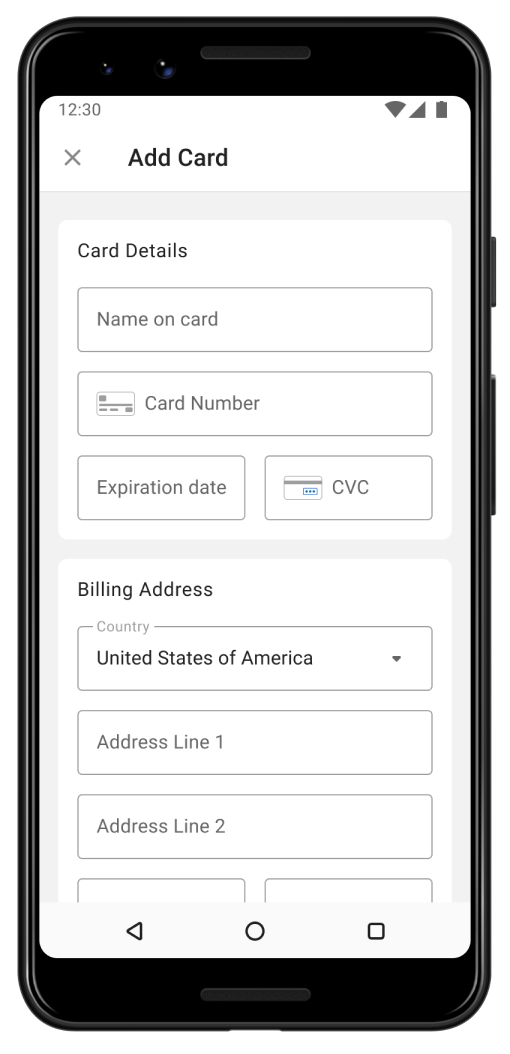 12:30
Add Card
Card Details
Name on card
Card Number
Expiration date
CVC
Billing Address
Country
United States of America
Address Line 1
Address Line 2